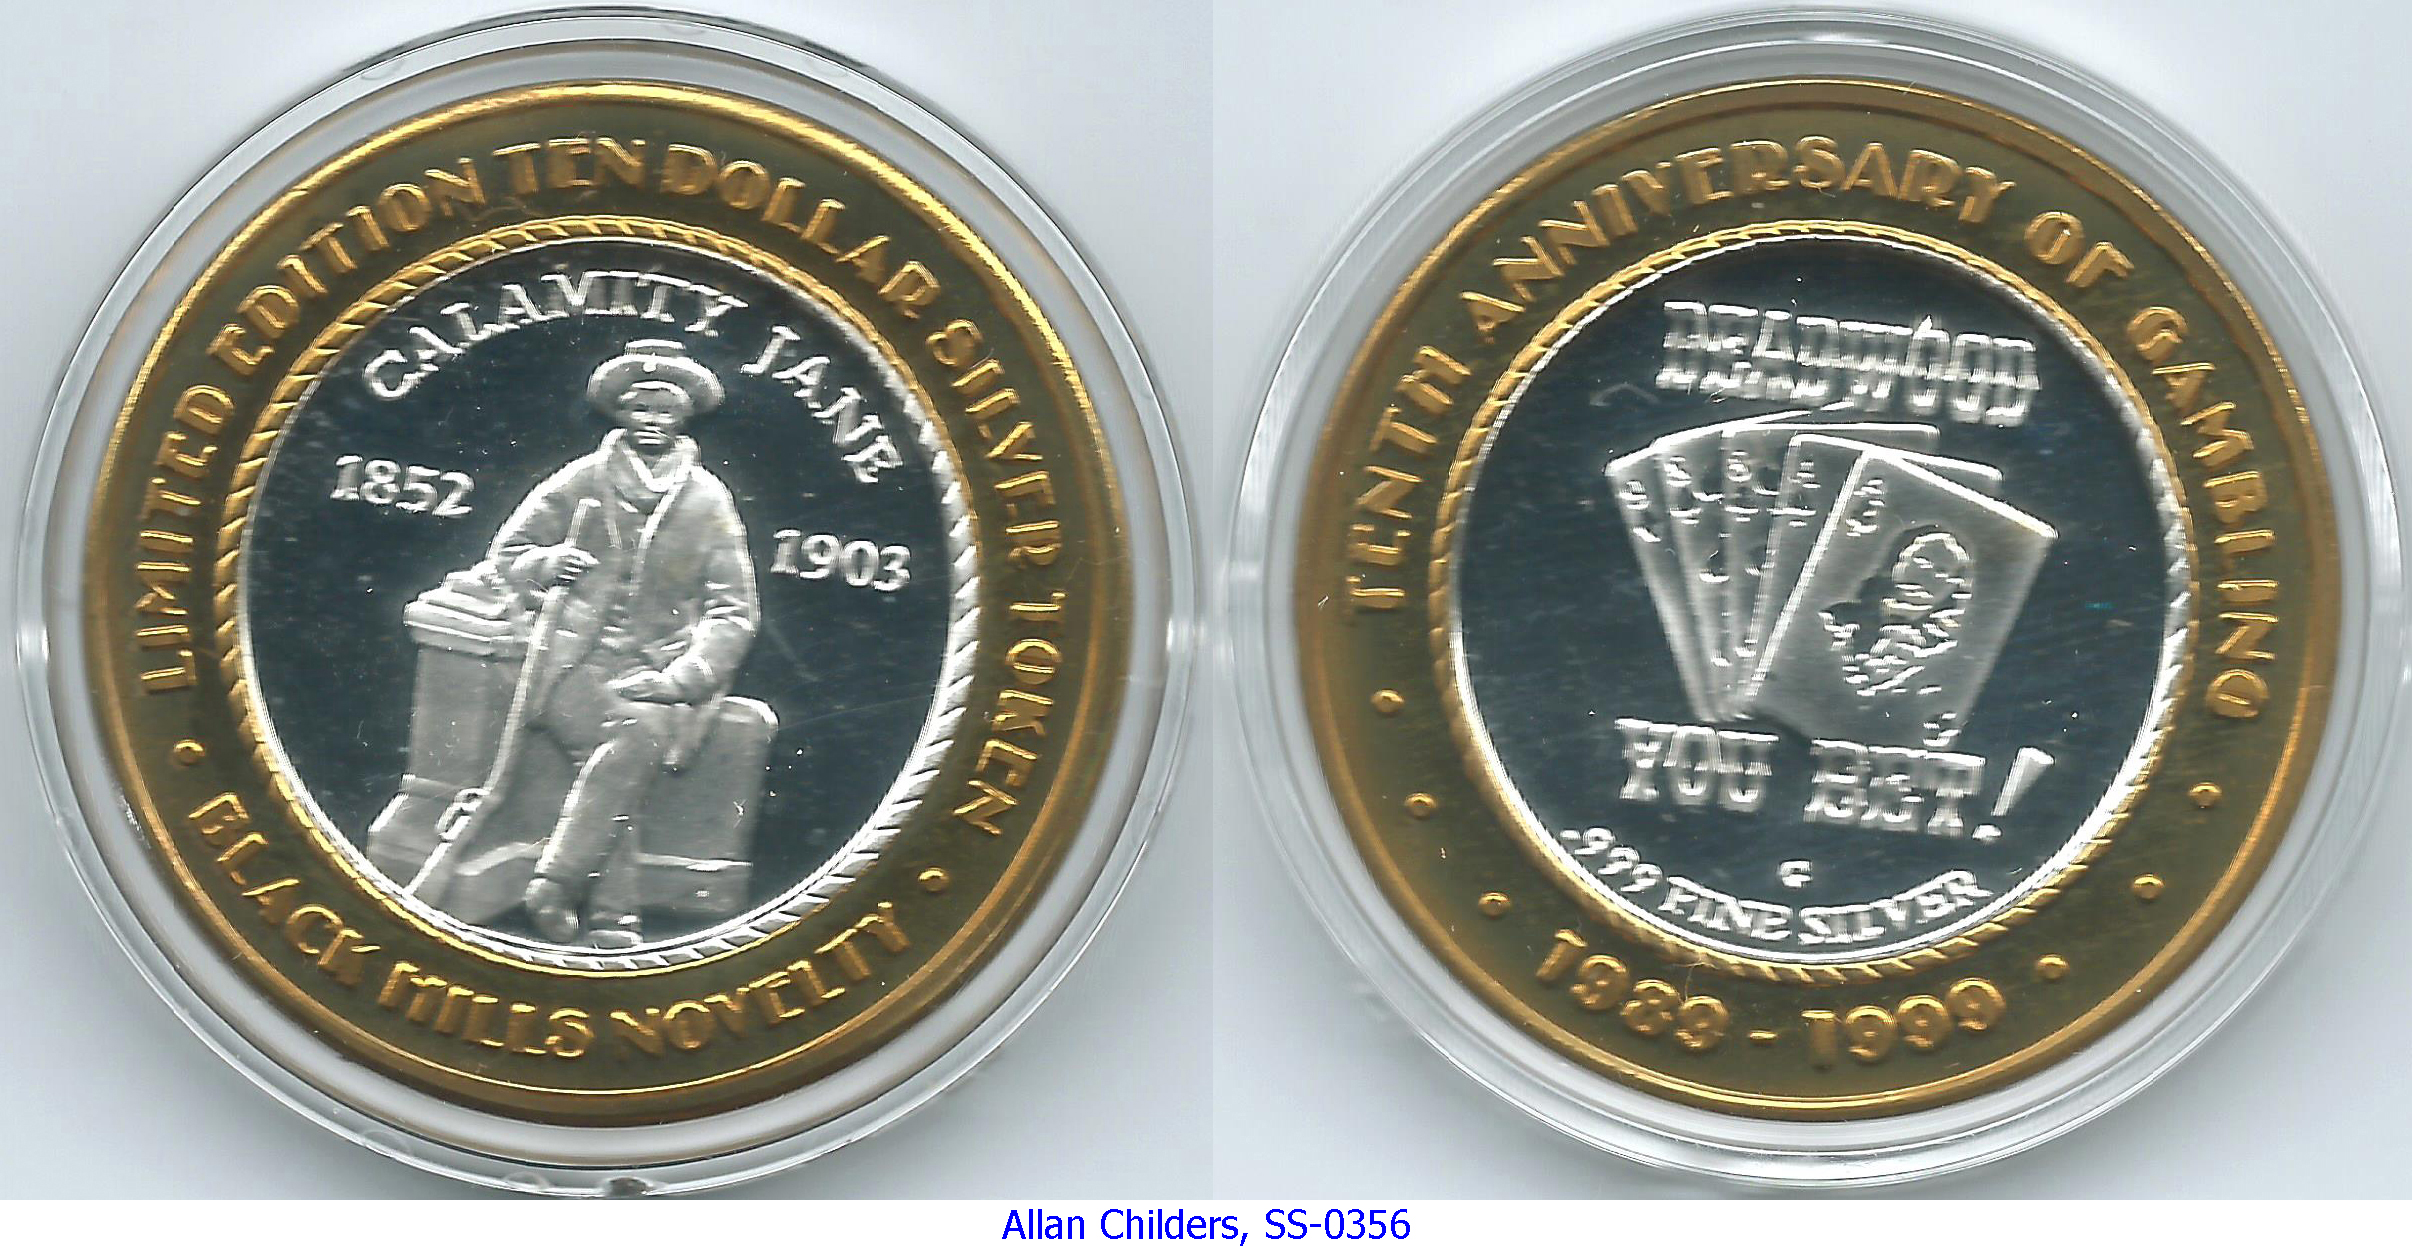 LIMITED EDITION TEN DOLLAR SILVER TOKEN
CALAMITY JANE
1852
1903
• BLACK HILLS NOVELTY •
TENTH ANNIVERSARY OF GAMBLING
DEADWOOD
YOU BET!
.999 FINE SILVER
1989 - 1999
Allan Childers, SS-0356